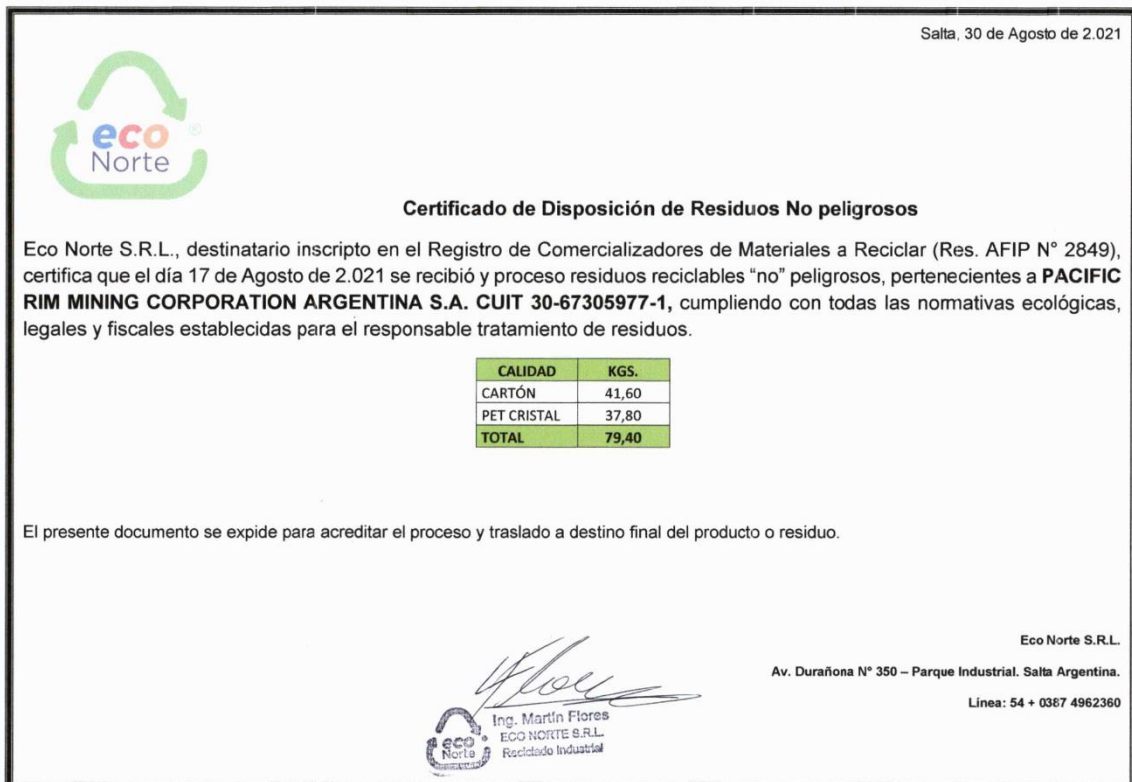 Salta, 30 de Agosto de 2.021
eco
Norte
Certificado de Disposición de Residuos No peligrosos
Eco Norte S.R.L., destinatario inscripto en el Registro de Comercializadores de Materiales a Reciclar (Res. AFIP N° 2849),
certifica que el día 17 de Agosto de 2.021 se recibió y proceso residuos reciclables “no” peligrosos, pertenecientes a PACIFIC
RIM MINING CORPORATION ARGENTINA S.A. CUIT 30-67305977-1, cumpliendo con todas las normativas ecológicas,
legales y fiscales establecidas para el responsable tratamiento de residuos.
CALIDAD KGS.
CARTÓN 41,60
PET CRISTAL 37,80
TOTAL 79,40
El presente documento se expide para acreditar el proceso y traslado a destino final del producto o residuo.
Eco Norte S.R.L.
Av. Durañona N° 350 – Parque Industrial. Salta Argentina.
Línea: 54 + 0387 4962360
Ing. Martín Flores
ECO NORTE S.R.L.
Reciclado Industrial
eco
Norte